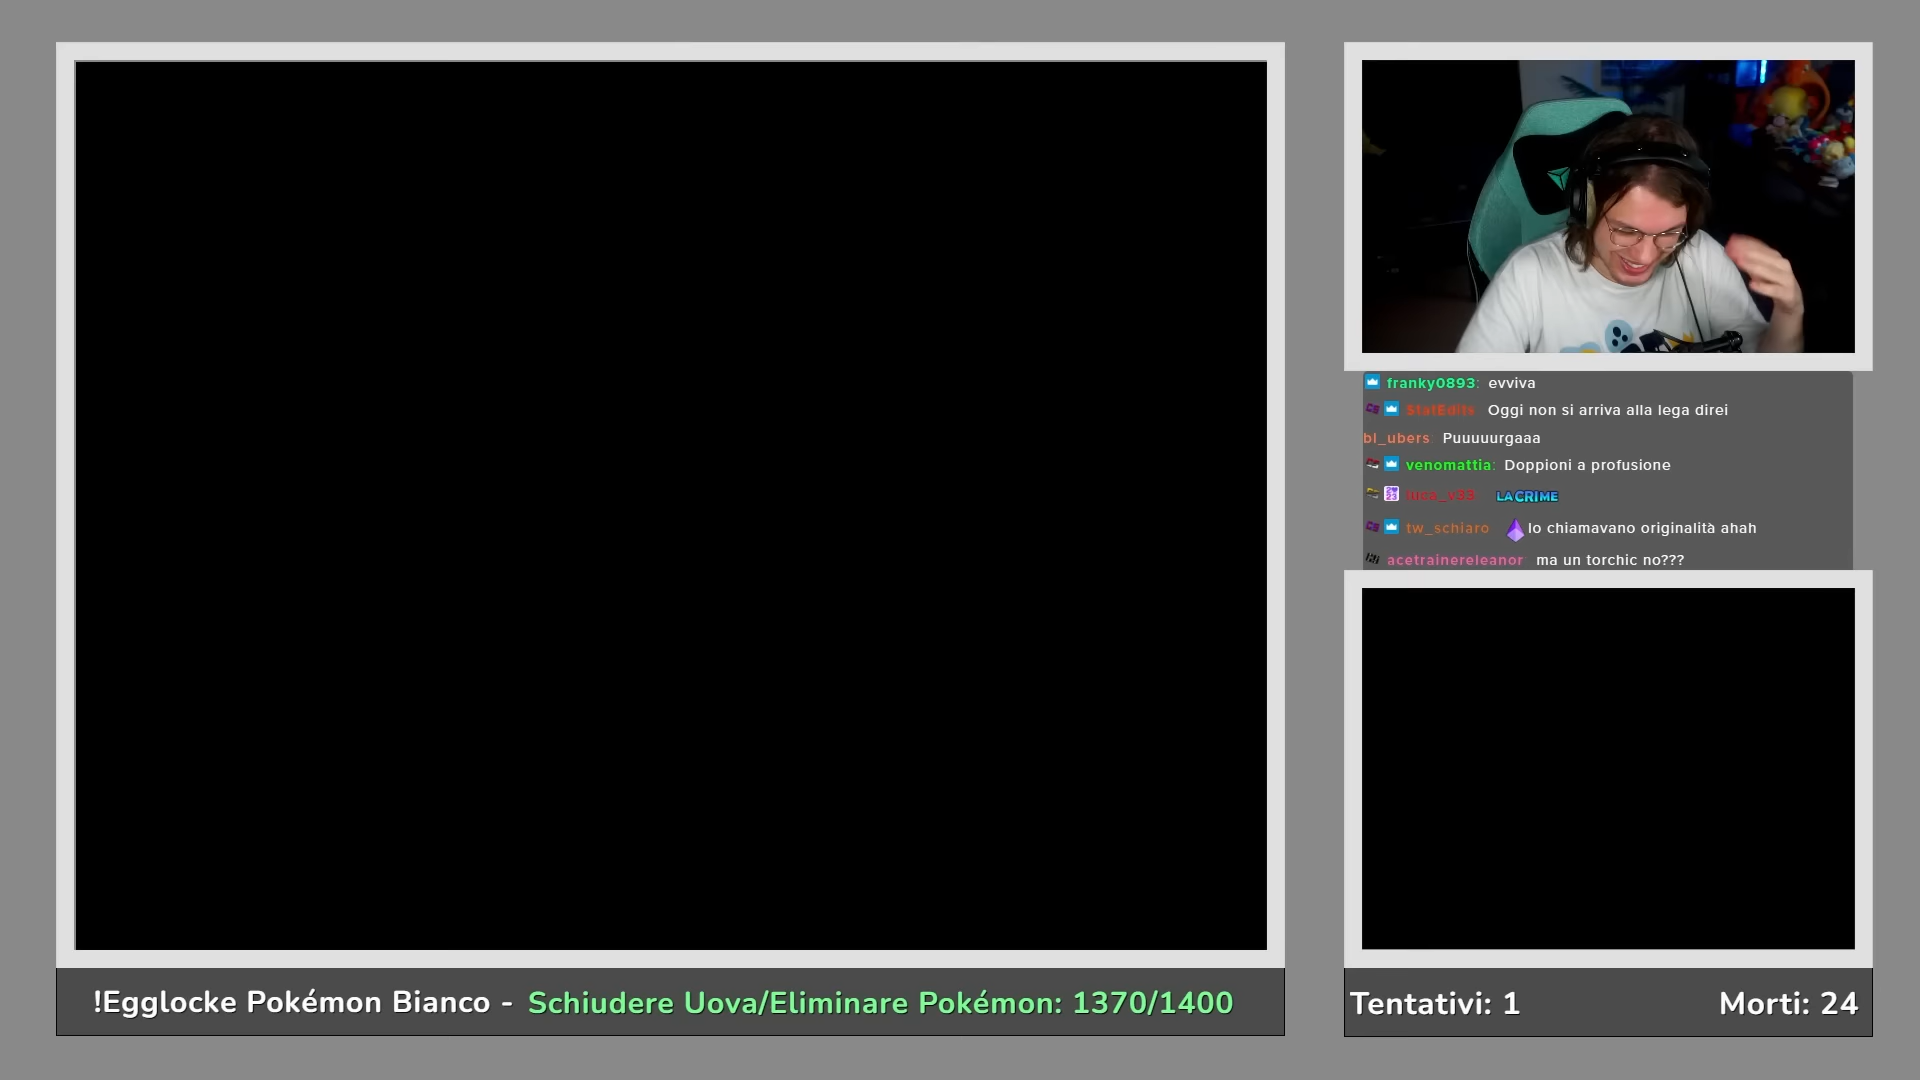 franky0893: evviva
StatEdits Oggi non si arriva alla lega direi
bl_ubers: Puuuuurgaaa
venomattia: Doppioni a profusione
luca_v33 LACRIME
tw_schiaro lo chiamavano originalità ahah
acetrainereleanor: ma un torchic no???
!Egglocke Pokémon Bianco - Schiudere Uova/Eliminare Pokémon: 1370/1400
Tentativi: 1 Morti: 24